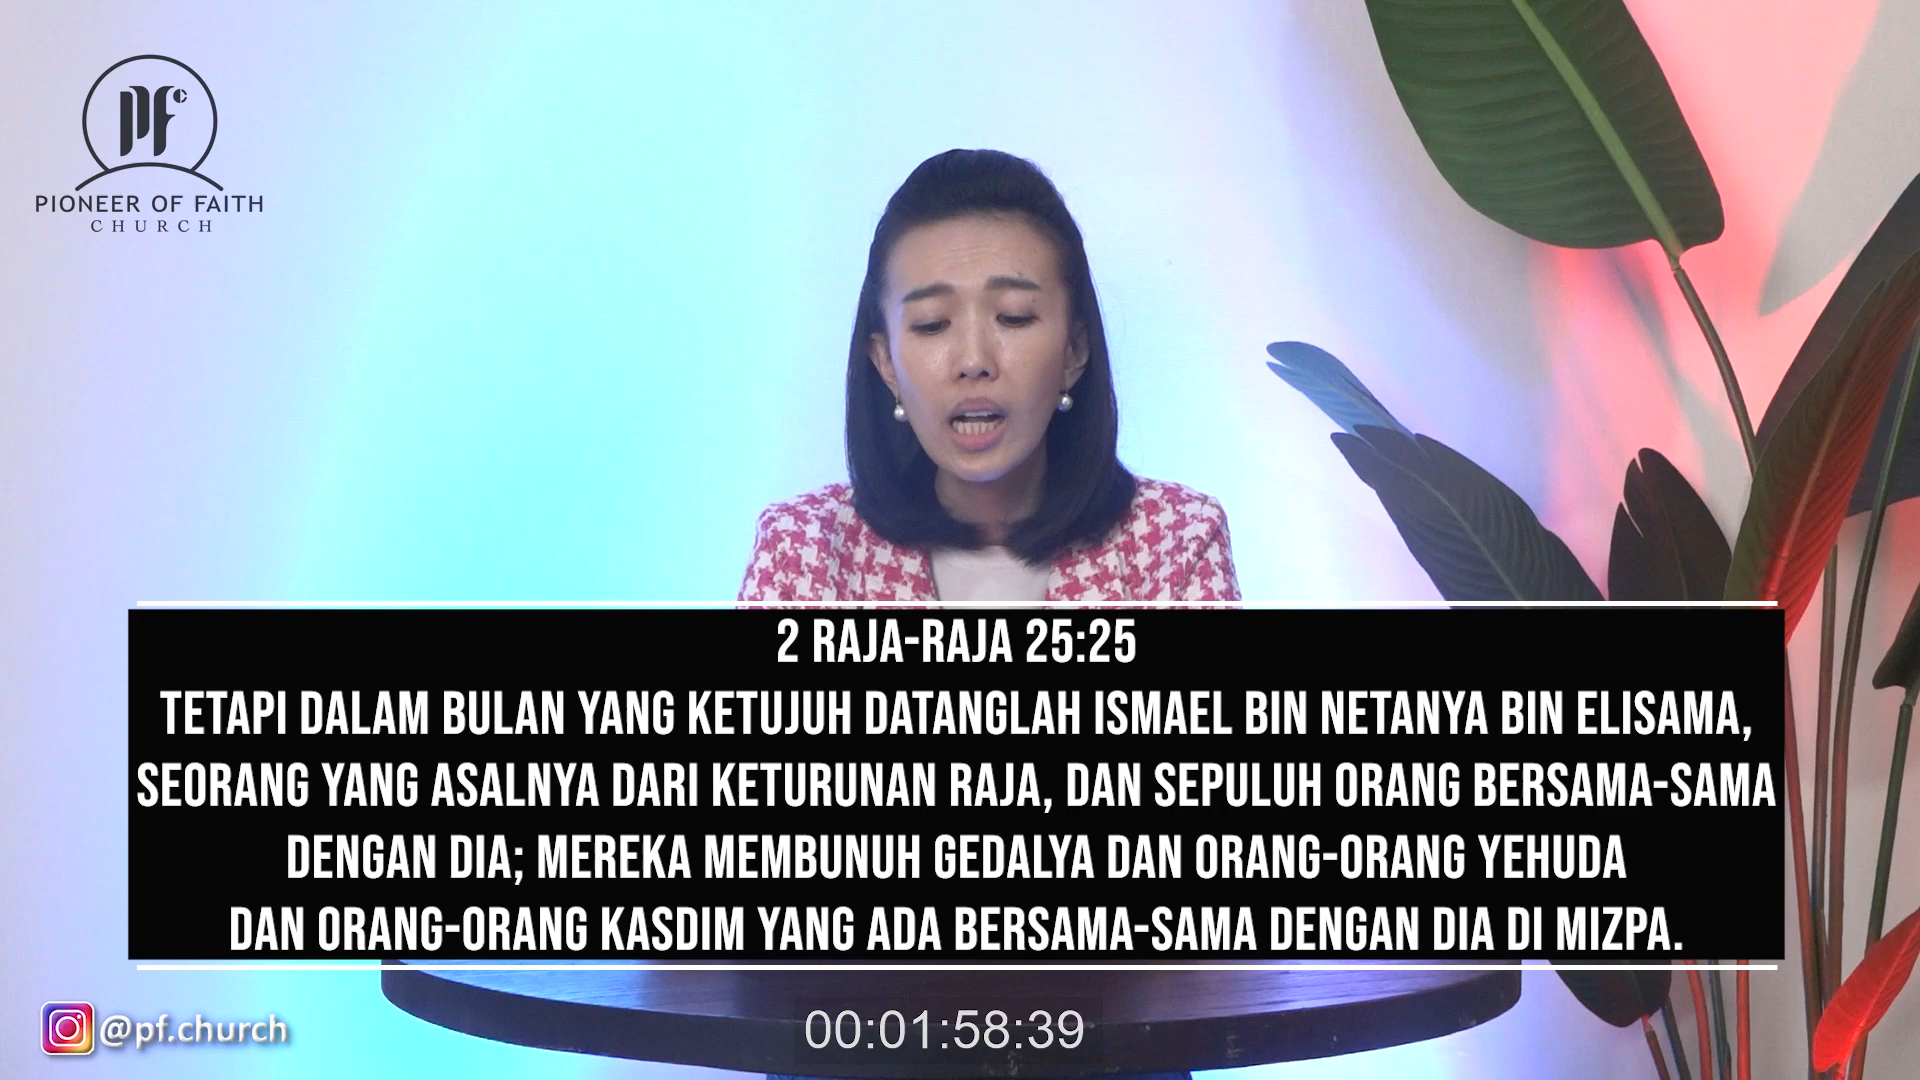 pfc
PIONEER OF FAITH
CHURCH
2 RAJA-RAJA 25:25
TETAPI DALAM BULAN YANG KETUJUH DATANGLAH ISMAEL BIN NETANYA BIN ELISAMA,
SEORANG YANG ASALNYA DARI KETURUNAN RAJA, DAN SEPULUH ORANG BERSAMA-SAMA
DENGAN DIA; MEREKA MEMBUNUH GEDALYA DAN ORANG-ORANG YEHUDA
DAN ORANG-ORANG KASDIM YANG ADA BERSAMA-SAMA DENGAN DIA DI MIZPA.
@pf.church
00:01:58:39